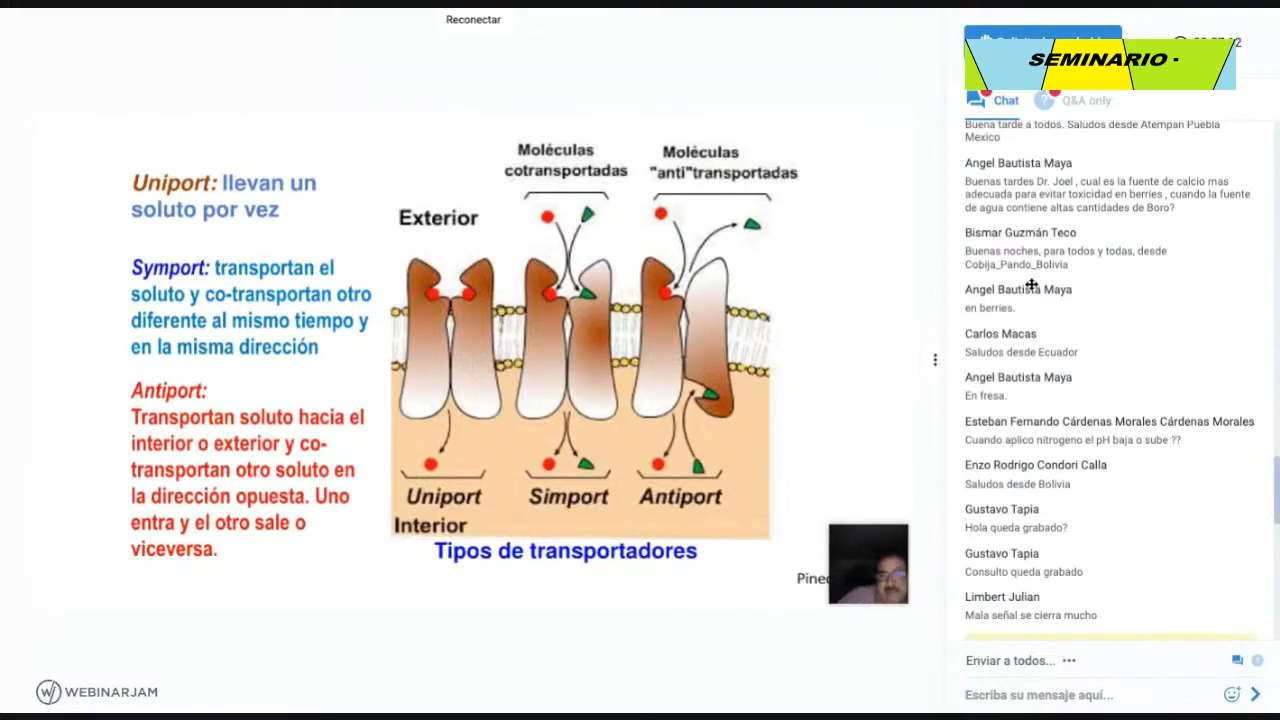 Reconectar
Uniport: llevan un
soluto por vez
Symport: transportan el
soluto y co-transportan otro
diferente al mismo tiempo y
en la misma dirección
Antiport:
Transportan soluto hacia el
interior o exterior y co-
transportan otro soluto en
la dirección opuesta. Uno
entra y el otro sale o
viceversa.
Moléculas
cotransportadas
Moléculas
"anti"transportadas
Exterior
Uniport
Simport
Antiport
Interior
Tipos de transportadores
WEBINARJAM
SEMINARIO -
Chat
Q&A only
Buena tarde a todos. Saludos desde Atempan Puebla
Mexico
Angel Bautista Maya
Buenas tardes Dr. Joel , cual es la fuente de calcio mas
adecuada para evitar toxicidad en berries , cuando la fuente
de agua contiene altas cantidades de Boro?
Bismar Guzmán Teco
Buenas noches, para todos y todas, desde
Cobija_Pando_Bolivia
Angel Bautista Maya
en berries.
Carlos Macas
Saludos desde Ecuador
Angel Bautista Maya
En fresa.
Esteban Fernando Cárdenas Morales Cárdenas Morales
Cuando aplico nitrogeno el pH baja o sube ??
Enzo Rodrigo Condori Calla
Saludos desde Bolivia
Gustavo Tapia
Hola queda grabado?
Gustavo Tapia
Consulto queda grabado
Limbert Julian
Mala señal se cierra mucho
Enviar a todos...
Escriba su mensaje aquí...